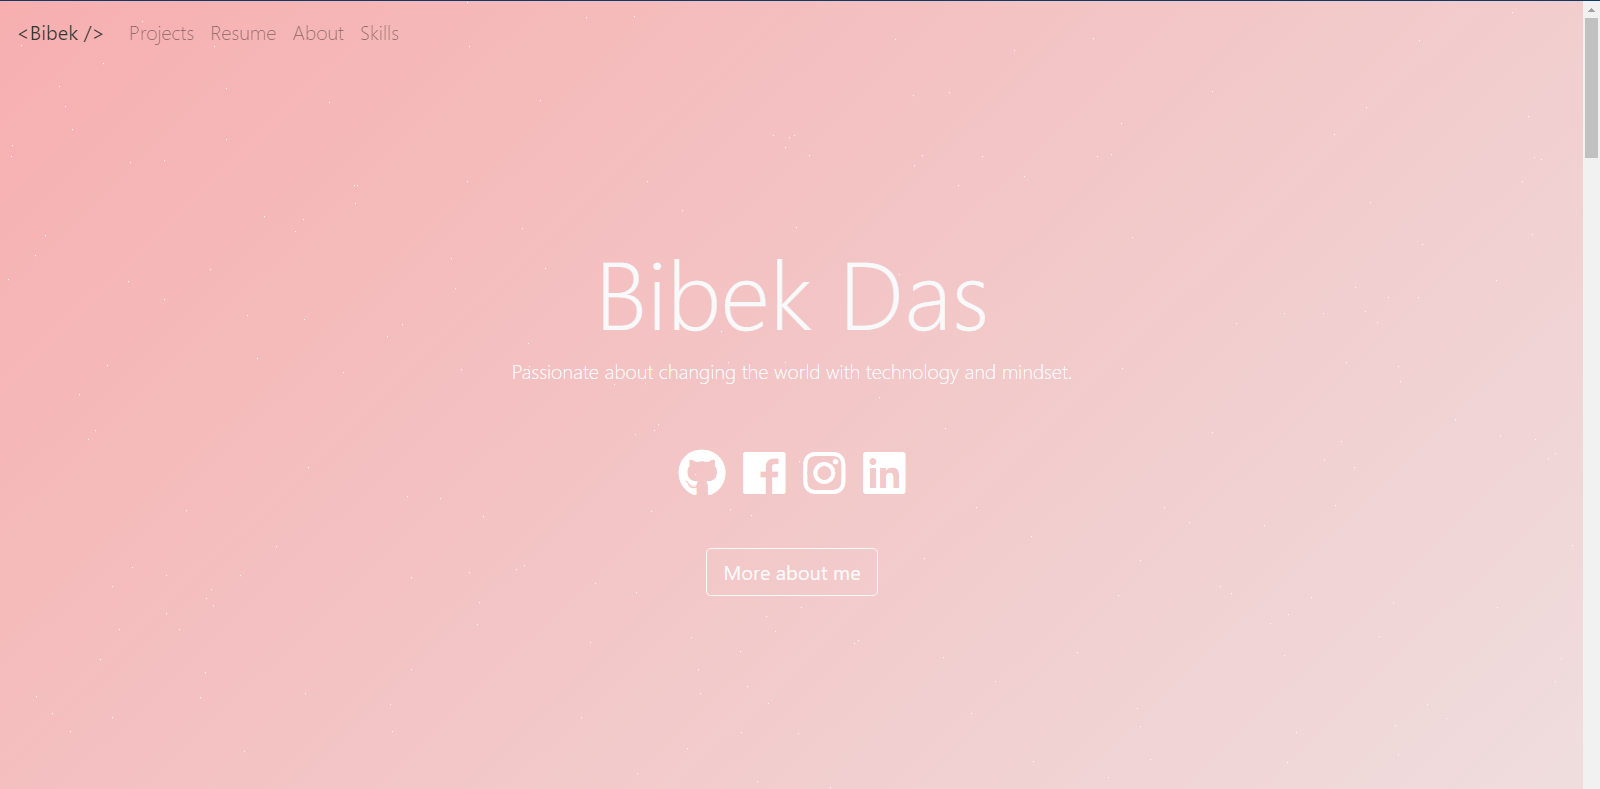 <Bibek /> Projects Resume About Skills
Bibek Das
Passionate about changing the world with technology and mindset.
in
More about me